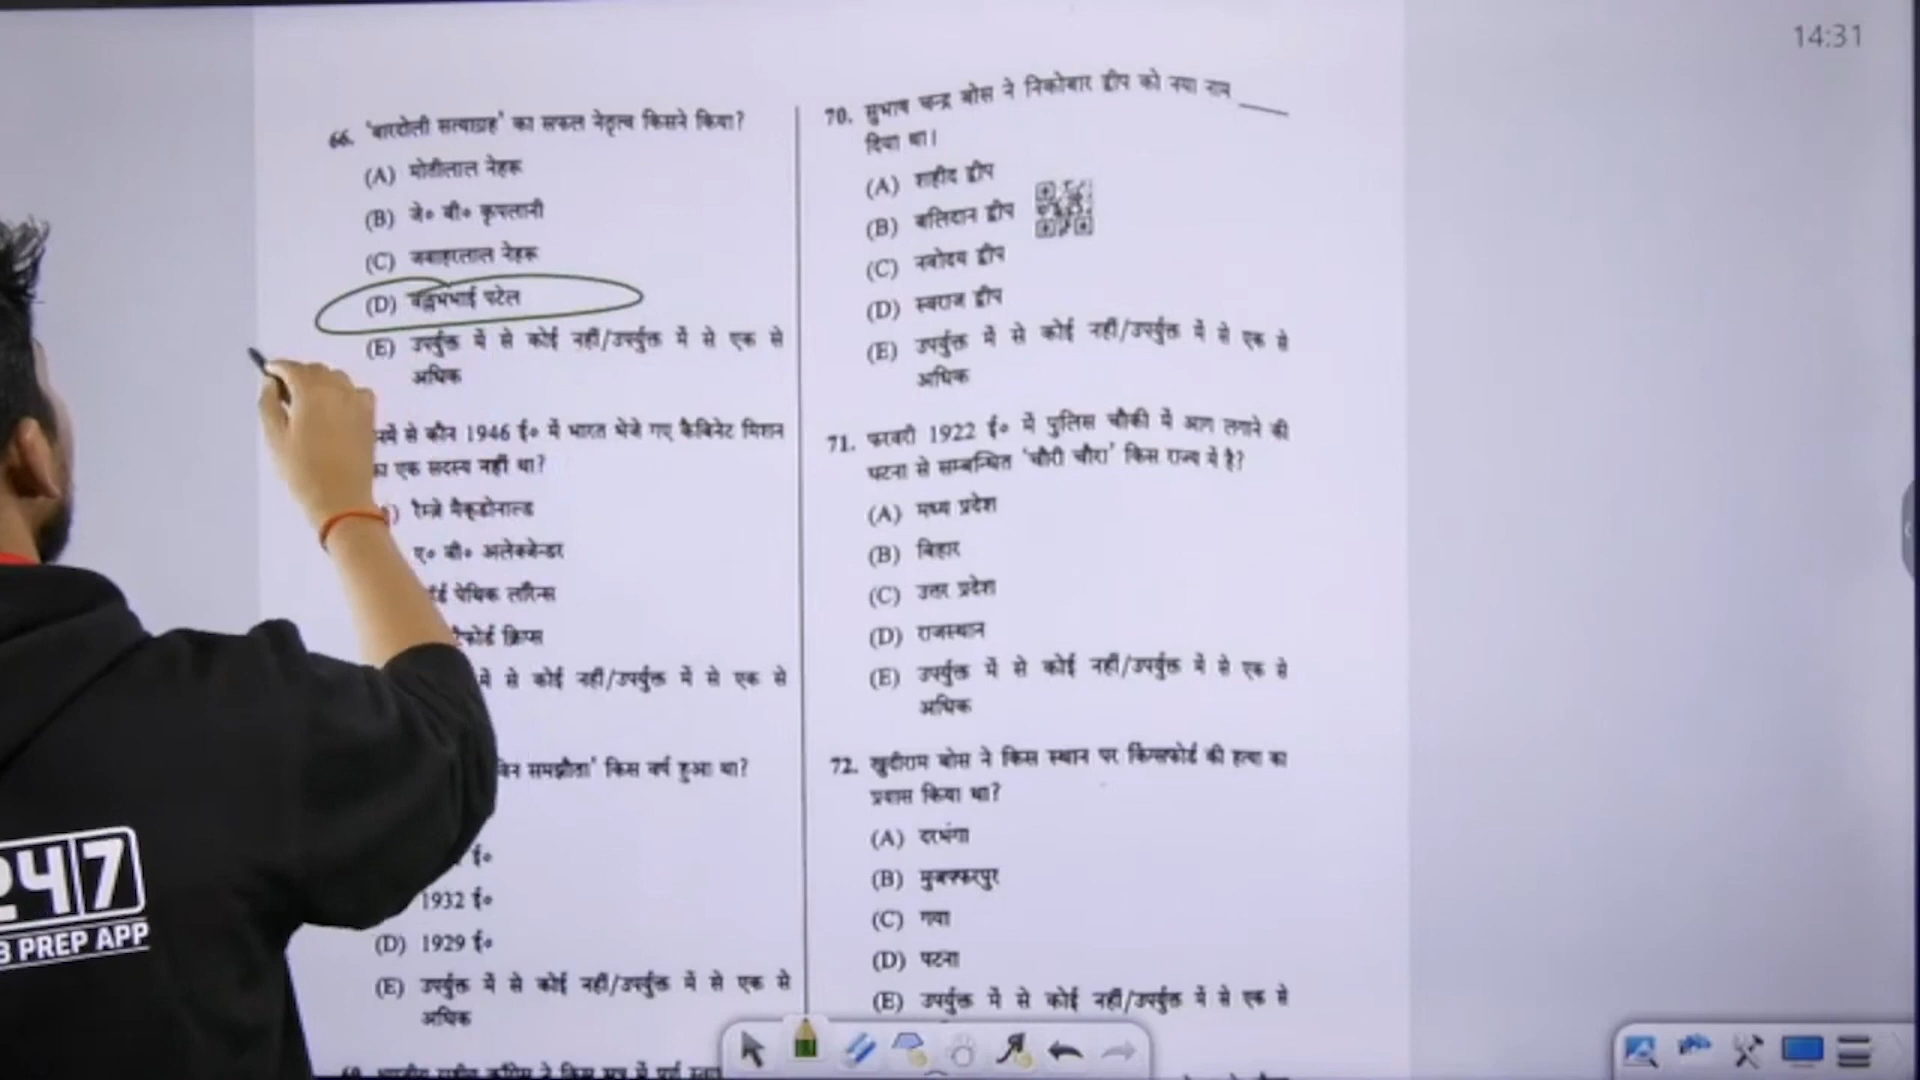 14:31
66. 'बारदोली सत्याग्रह' का सफल नेतृत्व किसने किया?
(A) मोतीलाल नेहरू
(B) जे० बी० कृपलानी
(C) जवाहरलाल नेहरू
(D) वल्लभभाई पटेल
(E) उपर्युक्त में से कोई नहीं/उपर्युक्त में से एक से
अधिक
में से कौन 1946 ई० में भारत भेजे गए कैबिनेट मिशन
का एक सदस्य नहीं था?
रैम्जे मैक्डोनाल्ड
ए० वी० अलेक्जेन्डर
पेथिक लॉरेन्स
क्रिप्स
में से कोई नहीं/उपर्युक्त में से एक से
समझौता' किस वर्ष हुआ था?
ई०
1932 ई०
(D) 1929 ई०
(E) उपर्युक्त में से कोई नहीं/उपर्युक्त में से एक से
अधिक
70. सुभाष चन्द्र बोस ने निकोबार द्वीप को नया नाम ____
दिया था।
(A) शहीद द्वीप
(B) बलिदान द्वीप
(C) नवोदय द्वीप
(D) स्वराज द्वीप
(E) उपर्युक्त में से कोई नहीं/उपर्युक्त में से एक से
अधिक
71. फरवरी 1922 ई० में पुलिस चौकी में आग लगाने की
घटना से सम्बन्धित 'चौरी चौरा' किस राज्य में है?
(A) मध्य प्रदेश
(B) बिहार
(C) उत्तर प्रदेश
(D) राजस्थान
(E) उपर्युक्त में से कोई नहीं/उपर्युक्त में से एक से
अधिक
72. खुदीराम बोस ने किस स्थान पर किंग्सफोर्ड की हत्या का
प्रयास किया था?
(A) दरभंगा
(B) मुजफ्फरपुर
(C) गया
(D) पटना
(E) उपर्युक्त में से कोई नहीं/उपर्युक्त में से एक से
247
PREP APP